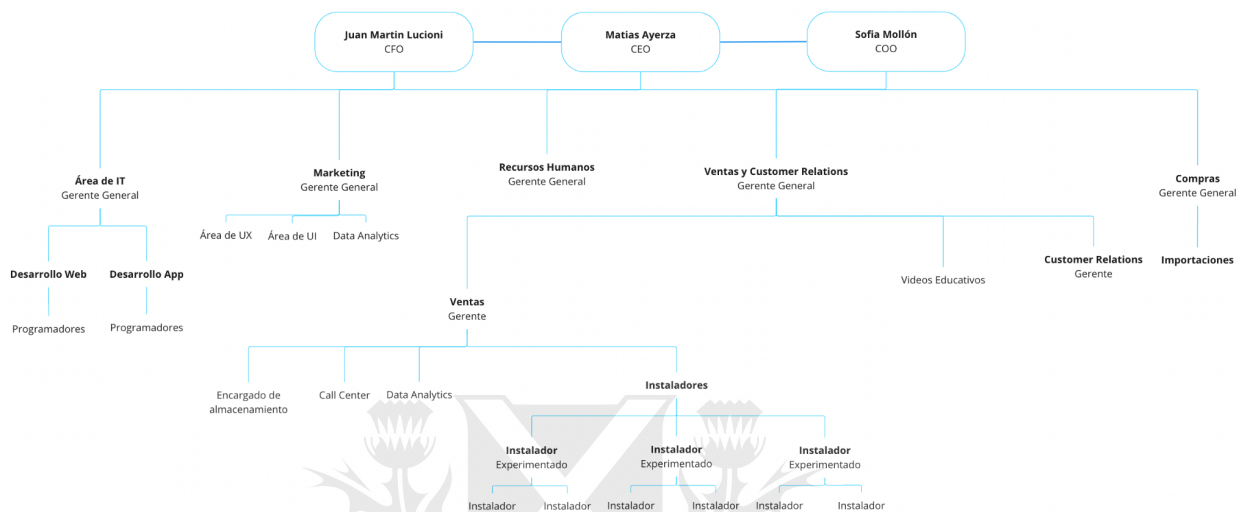 Juan Martin Lucioni
CFO
Matias Ayerza
CEO
Sofia Mollón
COO
Área de IT
Gerente General
Marketing
Gerente General
Recursos Humanos
Gerente General
Ventas y Customer Relations
Gerente General
Compras
Gerente General
Área de UX
Área de UI
Data Analytics
Desarrollo Web
Desarrollo App
Videos Educativos
Customer Relations
Gerente
Importaciones
Programadores
Programadores
Ventas
Gerente
Encargado de
almacenamiento
Call Center
Data Analytics
Instaladores
Instalador
Experimentado
Instalador
Experimentado
Instalador
Experimentado
Instalador
Instalador
Instalador
Instalador
Instalador
Instalador